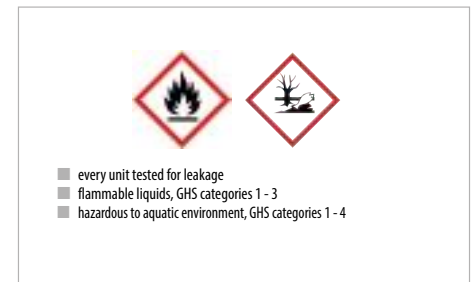 every unit tested for leakage
flammable liquids, GHS categories 1 - 3
hazardous to aquatic environment, GHS categories 1 - 4